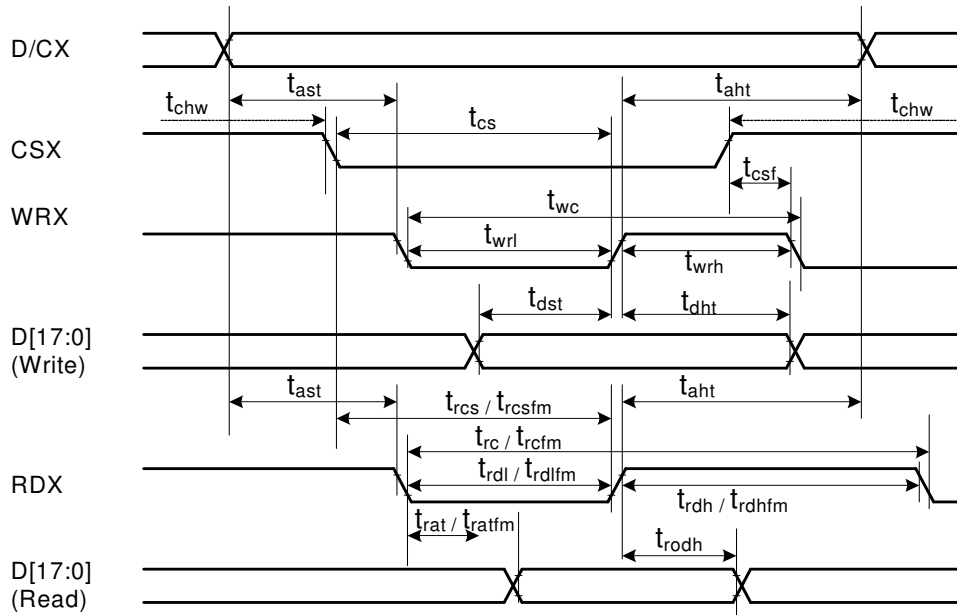 D/CX
tast
taht
tchw
tcs
tchw
CSX
tcsf
WRX
twc
twrl
twrh
tdst
tdht
D[17:0]
(Write)
tast
taht
trcs / trcsfm
trc / trcfm
RDX
trdl / trdlfm
trdh / trdhfm
trat / tratfm
trodh
D[17:0]
(Read)